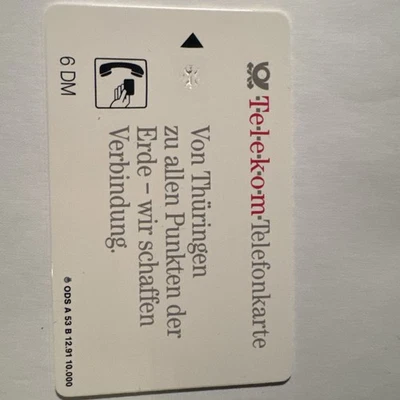 Te·l·e·k·o·m·Telefonkarte
Von Thüringen
zu allen Punkten der
Erde – wir schaffen
Verbindung.
6 DM
ODS A 53 B 12.91 10.000